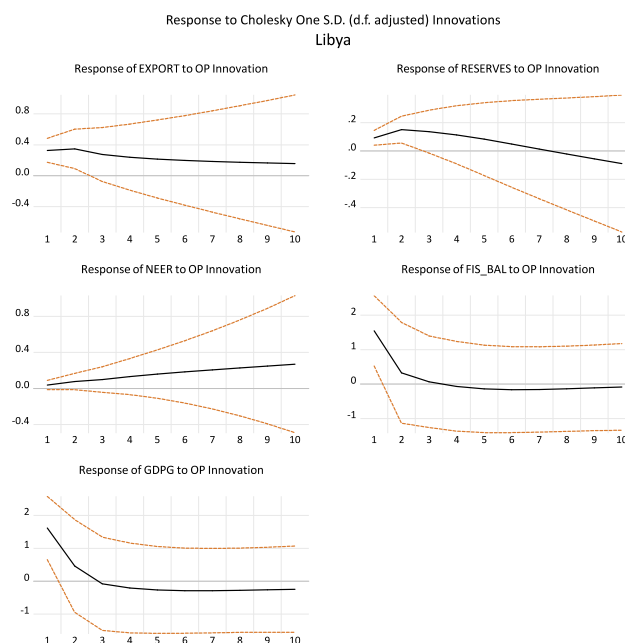 Response to Cholesky One S.D. (d.f. adjusted) Innovations
Libya
Response of EXPORT to OP Innovation
0.8
0.4
0.0
-0.4
1 2 3 4 5 6 7 8 9 10
Response of RESERVES to OP Innovation
.2
.0
-.2
-.4
1 2 3 4 5 6 7 8 9 10
Response of NEER to OP Innovation
0.8
0.4
0.0
-0.4
1 2 3 4 5 6 7 8 9 10
Response of FIS_BAL to OP Innovation
2
1
0
-1
1 2 3 4 5 6 7 8 9 10
Response of GDPG to OP Innovation
2
1
0
-1
1 2 3 4 5 6 7 8 9 10